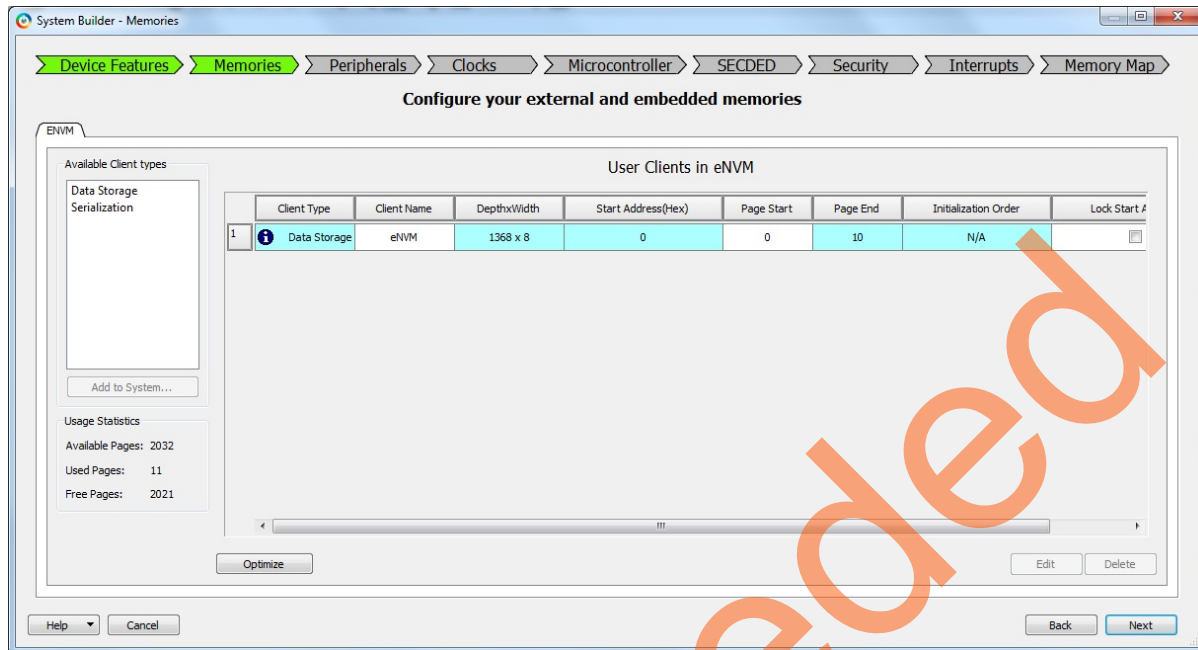 System Builder - Memories
Device Features Memories Peripherals Clocks Microcontroller SECDED Security Interrupts Memory Map
Configure your external and embedded memories
ENVM
Available Client types
Data Storage
Serialization
Add to System...
Usage Statistics
Available Pages: 2032
Used Pages: 11
Free Pages: 2021
User Clients in eNVM
Client Type Client Name DepthxWidth Start Address(Hex) Page Start Page End Initialization Order Lock Start A
1 Data Storage eNVM 1368 x 8 0 0 10 N/A
Optimize Edit Delete
Help Cancel Back Next
ded